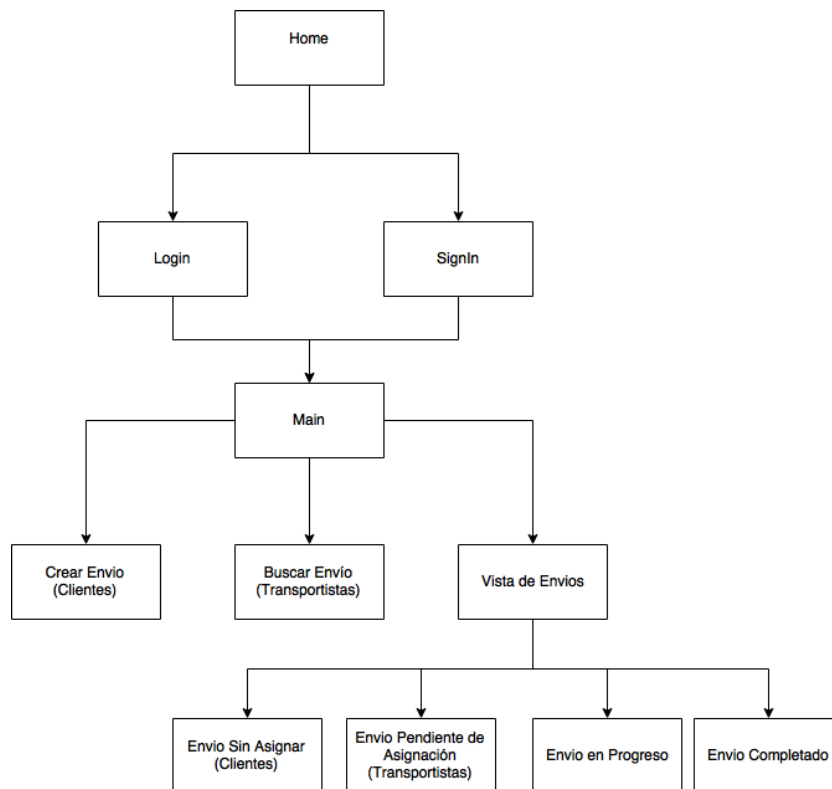 Home
Login
SignIn
Main
Crear Envio
(Clientes)
Buscar Envío
(Transportistas)
Vista de Envios
Envio Sin Asignar
(Clientes)
Envio Pendiente de
Asignación
(Transportistas)
Envio en Progreso
Envio Completado